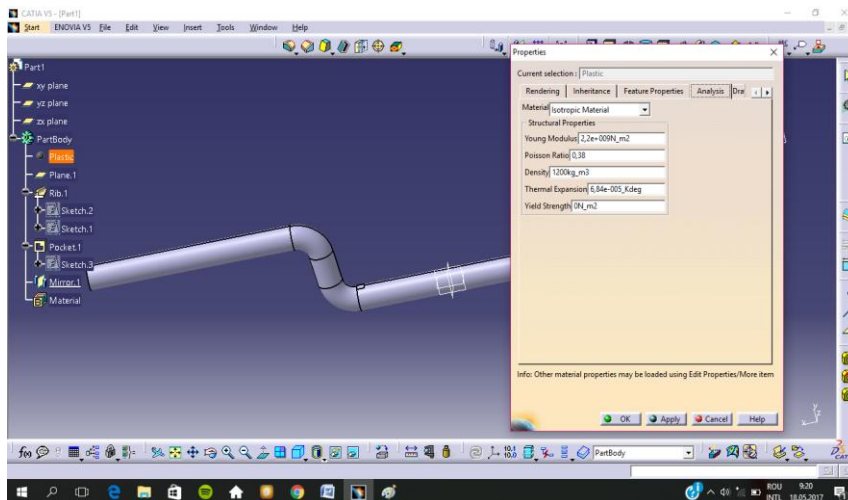 CATIA V5 - [Part1]
Start ENOVIA V5 File Edit View Insert Tools Window Help
Part1
xy plane
yz plane
zx plane
PartBody
Plastic
Plane.1
Rib.1
Sketch.2
Sketch.1
Pocket.1
Sketch.3
Mirror.1
Material
Properties
Current selection : Plastic
Rendering Inheritance Feature Properties Analysis Dra
Material Isotropic Material
Structural Properties
Young Modulus 2,2e+009N_m2
Poisson Ratio 0,38
Density 1200kg_m3
Thermal Expansion 6,84e-005_Kdeg
Yield Strength 0N_m2
Info: Other material properties may be loaded using Edit Properties/More item
OK Apply Cancel Help
PartBody
ROU 9:20
INTL 18.05.2017